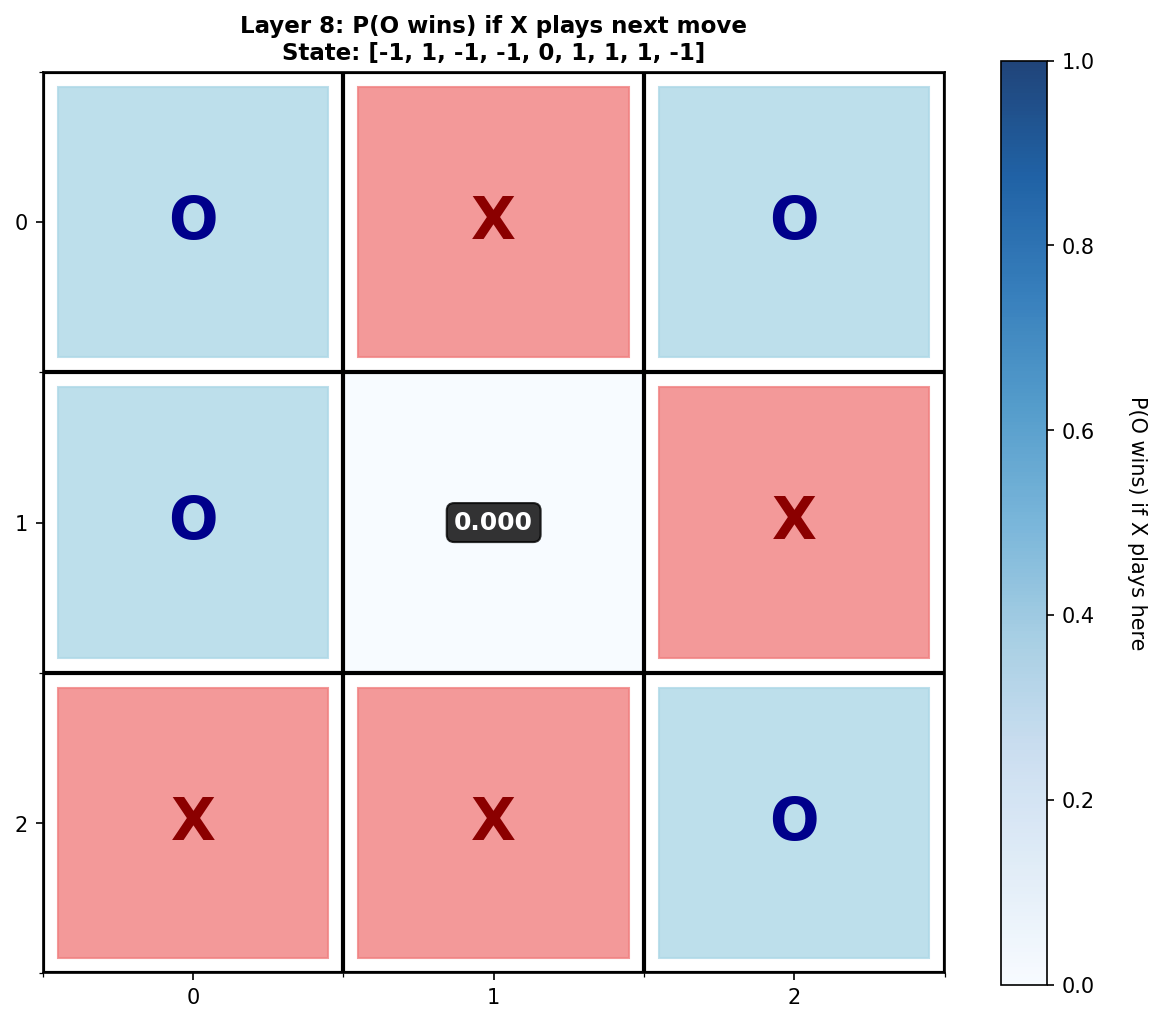 Layer 8: P(O wins) if X plays next move
State: [-1, 1, -1, -1, 0, 1, 1, 1, -1]
1.0
0.8
0.6
0.4
0.2
0.0
P(O wins) if X plays here
0
O
X
O
1
O
0.000
X
2
X
X
O
0
1
2